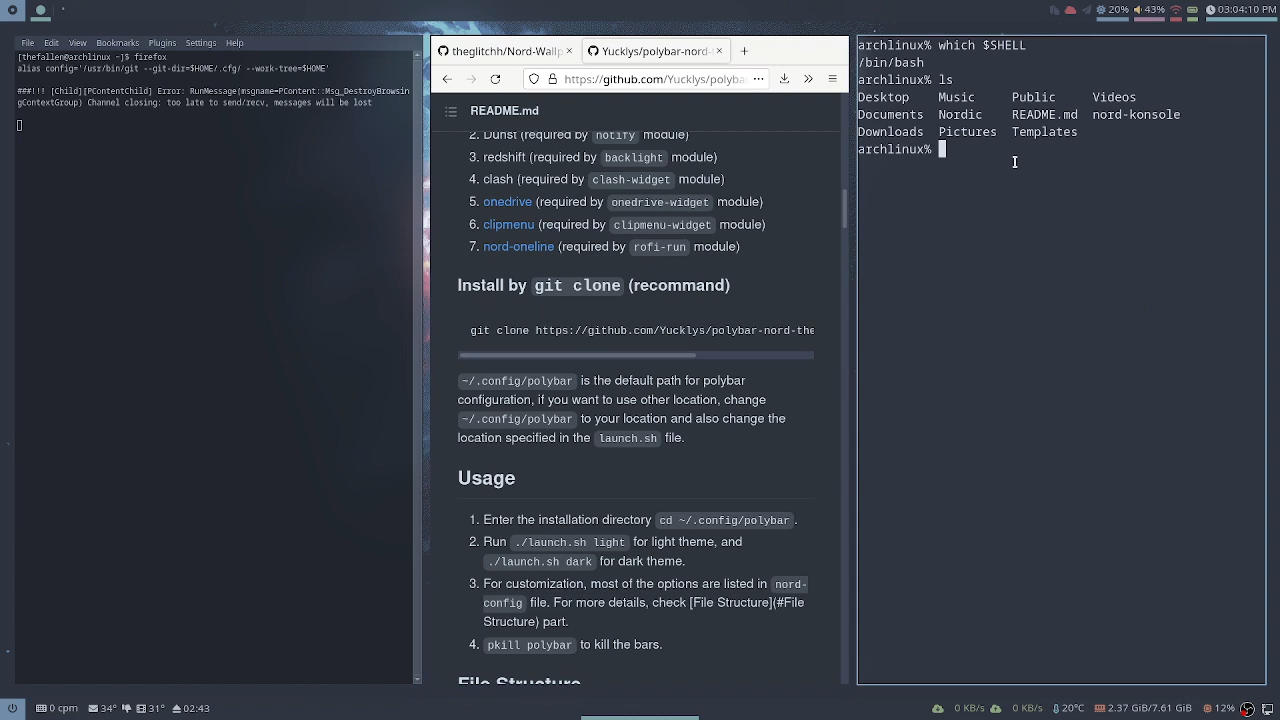 20% 43% 03:04:10 PM
File Edit View Bookmarks Plugins Settings Help
[thefallen@archlinux ~]$ firefox
alias config='/usr/bin/git --git-dir=$HOME/.cfg/ --work-tree=$HOME'
###!!! [Parent][ContentChild] Error: RunMessage(msgname=PContent::Msg_DestroyBrowsin
gContextGroup) Channel closing: too late to send/recv, messages will be lost
theglitchh/Nord-Wallp × Yucklys/polybar-nord-t × +
https://github.com/Yucklys/polybar-nord-
README.md
2. Dunst (required by notify module)
3. redshift (required by backlight module)
4. clash (required by clash-widget module)
5. onedrive (required by onedrive-widget module)
6. clipmenu (required by clipmenu-widget module)
7. nord-oneline (required by rofi-run module)
Install by git clone (recommand)
git clone https://github.com/Yucklys/polybar-nord-the
~/.config/polybar is the default path for polybar
configuration, if you want to use other location, change
~/.config/polybar to your location and also change the
location specified in the launch.sh file.
Usage
1. Enter the installation directory cd ~/.config/polybar .
2. Run ./launch.sh light for light theme, and
./launch.sh dark for dark theme.
3. For customization, most of the options are listed in nord-
config file. For more details, check [File Structure](#File
Structure) part.
4. pkill polybar to kill the bars.
File Structure
archlinux% which $SHELL
/bin/bash
archlinux% ls
Desktop Music Public Videos
Documents Nordic README.md nord-konsole
Downloads Pictures Templates
archlinux%
0 cpm 34° 31° 02:43 0 KB/s 0 KB/s 20°C 2.37 GiB/7.61 GiB 12%